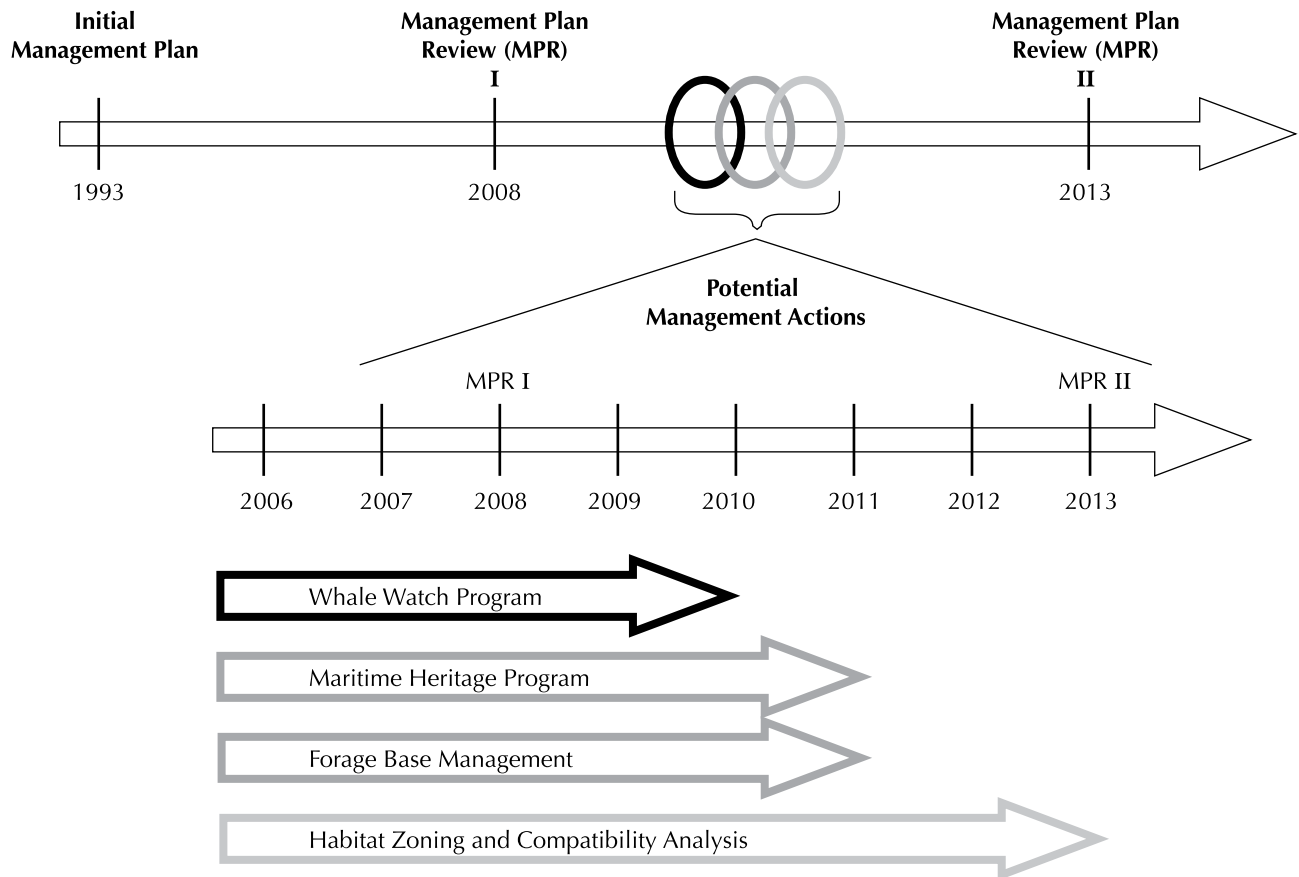 Initial
Management Plan
Management Plan
Review (MPR)
I
Management Plan
Review (MPR)
II
1993
2008
2013
Potential
Management Actions
MPR I
MPR II
2006
2007
2008
2009
2010
2011
2012
2013
Whale Watch Program
Maritime Heritage Program
Forage Base Management
Habitat Zoning and Compatibility Analysis